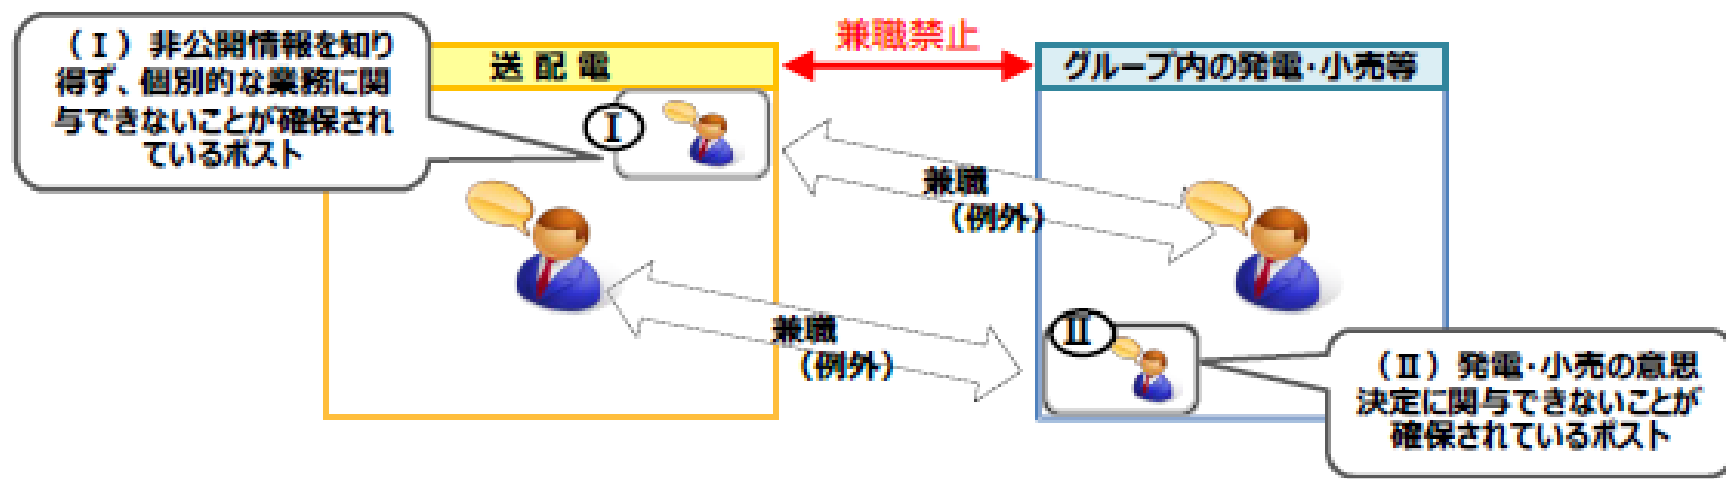 （Ⅰ）非公開情報を知り
得ず、個別的な業務に関
与できないことが確保され
ているポスト
送配電
兼職禁止
グループ内の発電・小売等
Ⅰ
兼職
（例外）
兼職
（例外）
Ⅱ
（Ⅱ）発電・小売の意思
決定に関与できないことが
確保されているポスト